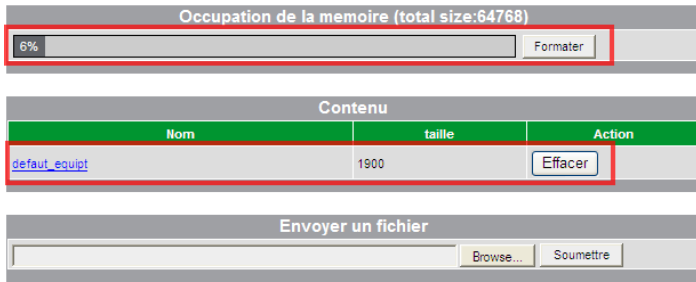 Occupation de la memoire (total size:64768)
6% Formater
Contenu
Nom taille Action
defaut_equipt 1900 Effacer
Envoyer un fichier
Browse... Soumettre